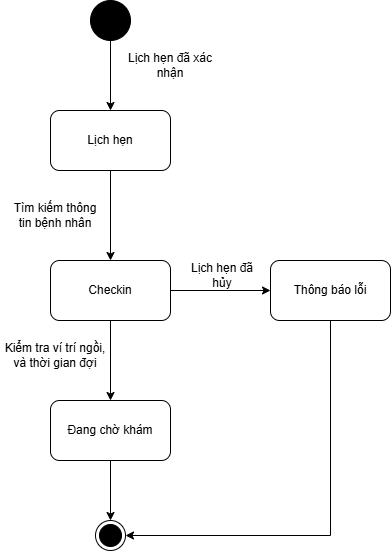 Lịch hẹn đã xác
nhận
Lịch hẹn
Tìm kiếm thông
tin bệnh nhân
Lịch hẹn đã
hủy
Checkin
Thông báo lỗi
Kiểm tra ví trí ngồi,
và thời gian đợi
Đang chờ khám